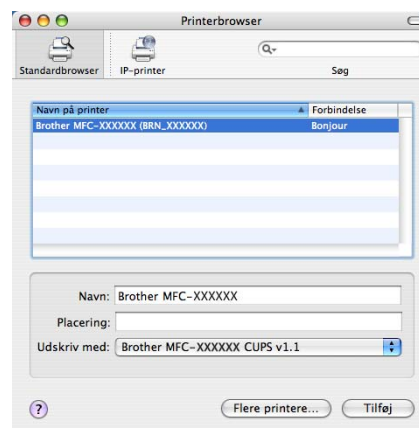 Printerbrowser
Standardbrowser IP-printer Søg
Navn på printer Forbindelse
Brother MFC-XXXXXX (BRN_XXXXXX) Bonjour
Navn: Brother MFC-XXXXXX
Placering:
Udskriv med: Brother MFC-XXXXXX CUPS v1.1
? Flere printere... Tilføj